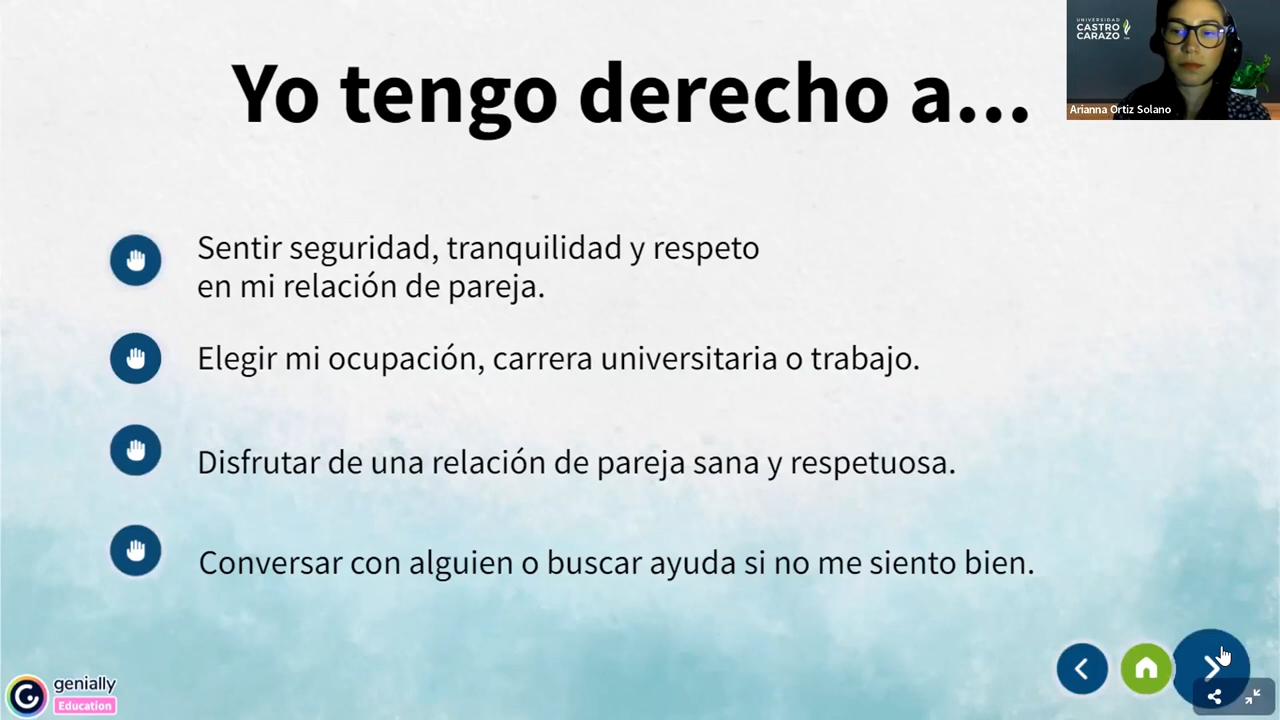 Yo tengo derecho a...
UNIVERSIDAD
CASTRO
CARAZO
Arianna Ortiz Solano
Sentir seguridad, tranquilidad y respeto
en mi relación de pareja.
Elegir mi ocupación, carrera universitaria o trabajo.
Disfrutar de una relación de pareja sana y respetuosa.
Conversar con alguien o buscar ayuda si no me siento bien.
genially
Education